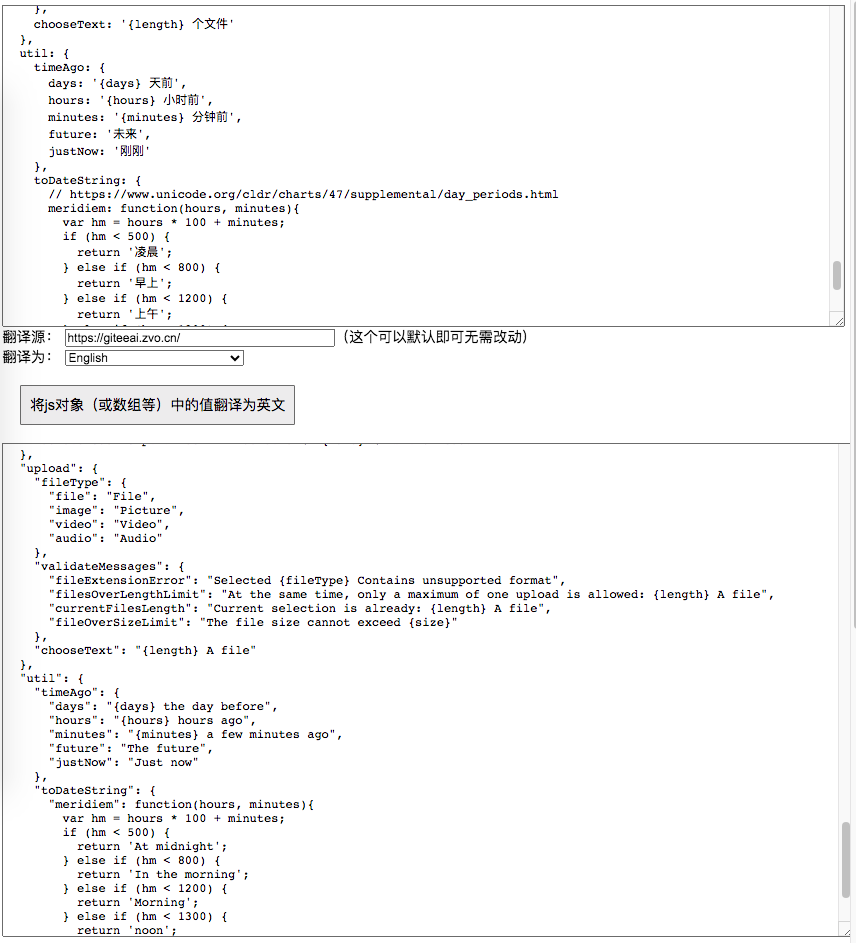 },
chooseText: '{length} 个文件'
},
util: {
timeAgo: {
days: '{days} 天前',
hours: '{hours} 小时前',
minutes: '{minutes} 分钟前',
future: '未来',
justNow: '刚刚'
},
toDateString: {
// https://www.unicode.org/cldr/charts/47/supplemental/day_periods.html
meridiem: function(hours, minutes){
var hm = hours * 100 + minutes;
if (hm < 500) {
return '凌晨';
} else if (hm < 800) {
return '早上';
} else if (hm < 1200) {
return '上午';
翻译源： https://giteeai.zvo.cn/ （这个可以默认即可无需改动）
翻译为： English
将js对象（或数组等）中的值翻译为英文
},
"upload": {
"fileType": {
"file": "File",
"image": "Picture",
"video": "Video",
"audio": "Audio"
},
"validateMessages": {
"fileExtensionError": "Selected {fileType} Contains unsupported format",
"filesOverLengthLimit": "At the same time, only a maximum of one upload is allowed: {length} A file",
"currentFilesLength": "Current selection is already: {length} A file",
"fileOverSizeLimit": "The file size cannot exceed {size}"
},
"chooseText": "{length} A file"
},
"util": {
"timeAgo": {
"days": "{days} the day before",
"hours": "{hours} hours ago",
"minutes": "{minutes} a few minutes ago",
"future": "The future",
"justNow": "Just now"
},
"toDateString": {
"meridiem": function(hours, minutes){
var hm = hours * 100 + minutes;
if (hm < 500) {
return 'At midnight';
} else if (hm < 800) {
return 'In the morning';
} else if (hm < 1200) {
return 'Morning';
} else if (hm < 1300) {
return 'noon';